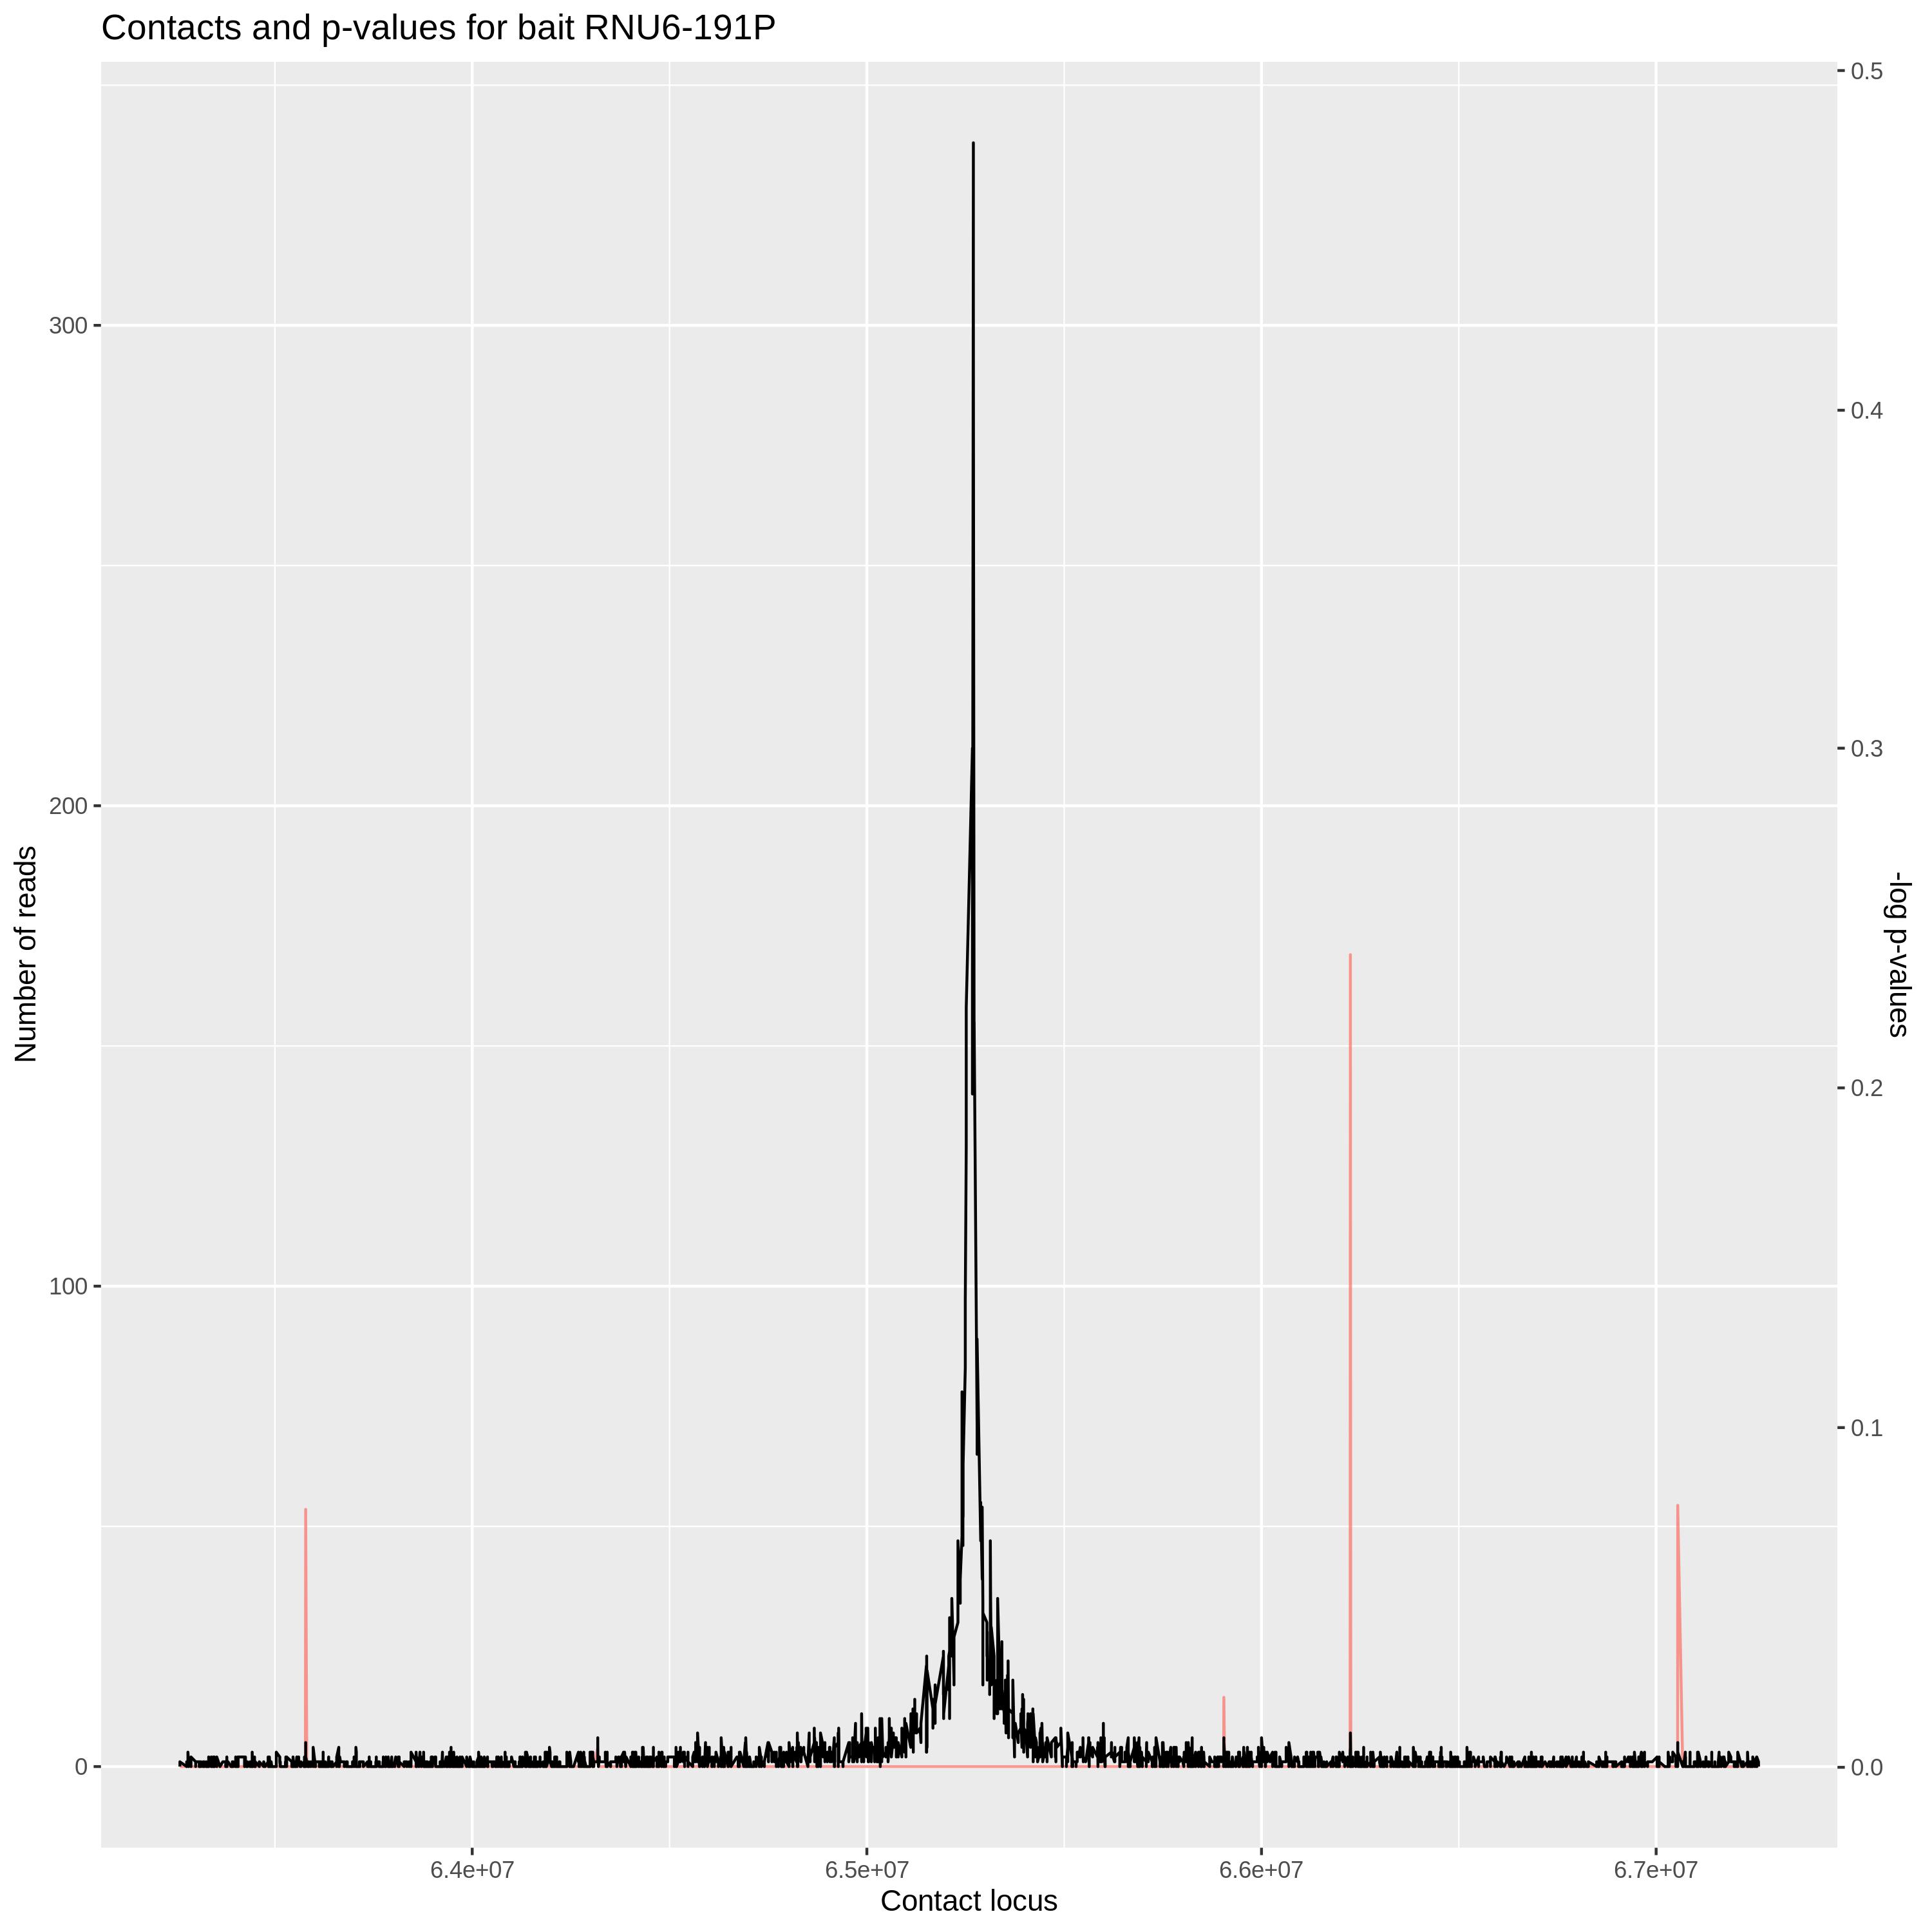 Contacts and p-values for bait RNU6-191P
0.5
0.4
300
0.3
200
Number of reads
-log p-values
0.2
100
0.1
0
0.0
6.4e+07
6.5e+07
6.6e+07
6.7e+07
Contact locus